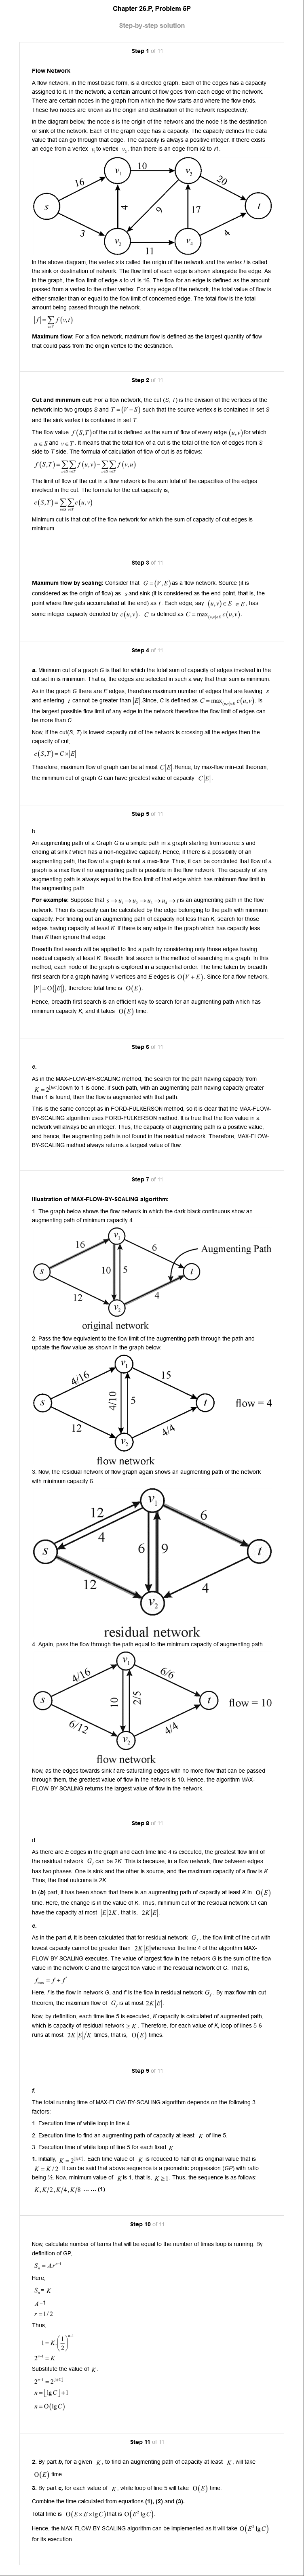 Chapter 26.P, Problem 5P
Step-by-step solution
Step 1 of 11
Flow Network
A flow network, in the most basic form, is a directed graph. Each of the edges has a capacity
assigned to it. In the network, a certain amount of flow goes from each edge of the network.
There are certain nodes in the graph from which the flow starts and where the flow ends.
These two nodes are known as the origin and destination of the network respectively.
In the diagram below, the node s is the origin of the network and the node t is the destination
or sink of the network. Each of the graph edge has a capacity. The capacity defines the data
value that can go through that edge. The capacity is always a positive integer. If there exists
an edge from a vertex v₁ to vertex v₂, than there is an edge from v2 to v1.
16
10
20
s
v₁
v₃
t
4
9
17
3
v₂
v₄
4
11
In the above diagram, the vertex s is called the origin of the network and the vertex t is called
the sink or destination of network. The flow limit of each edge is shown alongside the edge. As
in the graph, the flow limit of edge s to v1 is 16. The flow for an edge is defined as the amount
passed from a vertex to the other vertex. For any edge of the network, the total value of flow is
either smaller than or equal to the flow limit of concerned edge. The total flow is the total
amount being passed through the network.
Maximum flow: For a flow network, maximum flow is defined as the largest quantity of flow
that could pass from the origin vertex to the destination.
Step 2 of 11
Cut and minimum cut: For a flow network, the cut (S, T) is the division of the vertices of the
network into two groups S and T = (V − S) such that the source vertex s is contained in set S
and the sink vertex t is contained in set T.
The flow value f(S,T) of the cut is defined as the sum of flow of every edge (u,v) for which
u ∈ S and v ∈ T. It means that the total flow of a cut is the total of the flow of edges from S
side to T side. The formula of calculation of flow of cut is as follows:
f(S,T) = ∑∑ f(u,v) − ∑∑ f(v,u)
The limit of flow of the cut in a flow network is the sum total of the capacities of the edges
involved in the cut. The formula for the cut capacity is,
c(S,T) = ∑∑ c(u,v)
Minimum cut is that cut of the flow network for which the sum of capacity of cut edges is
minimum.
Step 3 of 11
Maximum flow by scaling: Consider that G = (V, E) as a flow network. Source (it is
considered as the origin of flow) as s and sink (it is considered as the end point, that is, the
point where flow gets accumulated at the end) as t. Each edge, say (u,v) ∈ E ∈ E, has
some integer capacity denoted by c(u,v). C is defined as C = max₍ᵤ,ᵥ₎∈E c(u,v)
Step 4 of 11
a. Minimum cut of a graph G is that for which the total sum of capacity of edges involved in the
cut set is in minimum. That is, the edges are selected in such a way that their sum is minimum.
As in the graph G there are E edges, therefore maximum number of edges that are leaving s
and entering t cannot be greater than |E|. Since, C is defined as C = max₍ᵤ,ᵥ₎∈E c(u,v), is
the largest possible flow limit of any edge in the network therefore the flow limit of edges can
be more than C.
Now, if the cut(S, T) is lowest capacity cut of the network is crossing all the edges then the
capacity of cut;
c(S,T) = C×|E|
Therefore, maximum flow of graph can be at most C|E|. Hence, by max-flow min-cut theorem,
the minimum cut of graph G can have greatest value of capacity C|E|.
Step 5 of 11
b.
An augmenting path of a Graph G is a simple path in a graph starting from source s and
ending at sink t which has a non-negative capacity. Hence, if there is a possibility of an
augmenting path, the flow of a graph is not a max-flow. Thus, it can be concluded that flow of a
graph is a max flow if no augmenting path is possible in the flow network. The capacity of any
augmenting path is always equal to the flow limit of that edge which has minimum flow limit in
the augmenting path.
For example: Suppose that s → u₁ → u₂ → u₃ → u₄ → t is an augmenting path in the flow
network. Then its capacity can be calculated by the edge belonging to the path with minimum
capacity. For finding out an augmenting path of capacity not less than K, search for those
edges having capacity at least K. If there is any edge in the graph which has capacity less
than K then ignore that edge.
Breadth first search will be applied to find a path by considering only those edges having
residual capacity at least K. Breadth first search is the method of searching in a graph. In this
method, each node of the graph is explored in a sequential order. The time taken by breadth
first search for a graph having V vertices and E edges is O(V + E). Since for a flow network,
|V| = O(|E|), therefore total time is O(E).
Hence, breadth first search is an efficient way to search for an augmenting path which has
minimum capacity K, and it takes O(E) time.
Step 6 of 11
c.
As in the MAX-FLOW-BY-SCALING method, the search for the path having capacity from
down to 1 is done. If such path, with an augmenting path having capacity greater
than 1 is found, then the flow is augmented with that path.
This is the same concept as in FORD-FULKERSON method, so it is clear that the MAX-FLOW-
BY-SCALING algorithm uses FORD-FULKERSON method. It is true that the flow value in a
network will always be an integer. Therefore, the capacity of augmenting path is a positive value,
and hence, the augmenting path is not found in the residual network. Therefore, MAX-FLOW-
BY-SCALING method always returns a largest value of flow.
Step 7 of 11
Illustration of MAX-FLOW-BY-SCALING algorithm:
1. The graph below shows the flow network in which the dark black continuous show an
augmenting path of minimum capacity 4.
16
v₁
6
Augmenting Path
s
10
5
t
12
v₂
4
original network
2. Pass the flow equivalent to the flow limit of the augmenting path through the path and
update the flow value as shown in the graph below:
4/16
v₁
15
s
4/10
5
t
flow = 4
12
v₂
4/4
flow network
3. Now, the residual network of flow graph again shows an augmenting path of the network
with minimum capacity 6.
12
v₁
6
4
s
6
9
t
12
v₂
4
residual network
4. Again, pass the flow through the path equal to the minimum capacity of augmenting path.
4/16
v₁
6/6
s
10
2/5
t
flow = 10
6/12
v₂
4/4
flow network
Now, as the edges towards sink t are saturating edges with no more flow that can be passed
through them, the greatest value of flow in the network is 10. Hence, the algorithm MAX-
FLOW-BY-SCALING returns the largest value of flow in the network.
Step 8 of 11
d.
As there are E edges in the graph and each time line 4 is executed, the greatest flow limit of
the residual network G_f can be 2K. This is because, in a flow network, flow between edges
has two phases. One is sink and the other is source, and the maximum capacity of a flow is K.
Thus, the final outcome is 2K.
In (b) part, it has been shown that there is an augmenting path of capacity at least K in O(E)
time. Here, the change is in the value of K. Thus, minimum cut of the residual network Gf can
have the capacity at most |E|2K, that is, 2K|E|.
e.
As in the part d, it is calculated that for residual network G_f, the flow limit of the cut with
lowest capacity cannot be greater than 2K|E| whenever the line 4 of the algorithm MAX-
FLOW-BY-SCALING executes. The value of largest flow in the network G is the sum of the flow
value in the network G and the largest flow value in the residual network of G. That is,
Here, f is the flow in network G, and f' is the flow in residual network G_f. By max flow min-cut
theorem, the maximum flow of G_f is at most 2K|E|.
Now, by definition, each time line 5 is executed, K capacity is calculated of augmented path,
which is capacity of residual network ≥ K. Therefore, for each value of K, loop of lines 5-6
runs at most 2K|E|/K times, that is, O(E) times.
Step 9 of 11
f.
The total running time of MAX-FLOW-BY-SCALING algorithm depends on the following 3
factors:
1. Execution time of while loop in line 4.
2. Execution time to find an augmenting path of capacity at least K of line 5.
3. Execution time of while loop of line 5 for each fixed K.
1. Initially, K = 2^⌊lg C⌋. Each time value of K is reduced to half of its original value that is
K = K / 2. It can be said that above sequence is a geometric progression (GP) with ratio
being ½. Now, minimum value of K is 1, that is, K ≥ 1. Thus, the sequence is as follows:
K, K/2, K/4, K/8 ... ... (1)
Step 10 of 11
Now, calculate number of terms that will be equal to the number of times loop is running. By
definition of GP,
Sₙ = A.rⁿ⁻¹
Here,
Sₙ = K
A =1
r = 1/2
Thus,
1 = K.(1/2)ⁿ⁻¹
2ⁿ⁻¹ = K
Substitute the value of K.
2ⁿ⁻¹ = 2^⌊lg C⌋
n = ⌊lg C⌋ + 1
n = O(lg C)
Step 11 of 11
2. By part b, for a given K, to find an augmenting path of capacity at least K, will take
O(E) time.
3. By part e, for each value of K, while loop of line 5 will take O(E) time.
Combine the time calculated from equations (1), (2) and (3).
Total time is O(E × E × lg C) that is O(E² lg C).
Hence, the MAX-FLOW-BY-SCALING algorithm can be implemented as it will take O(E² lg C)
for its execution.